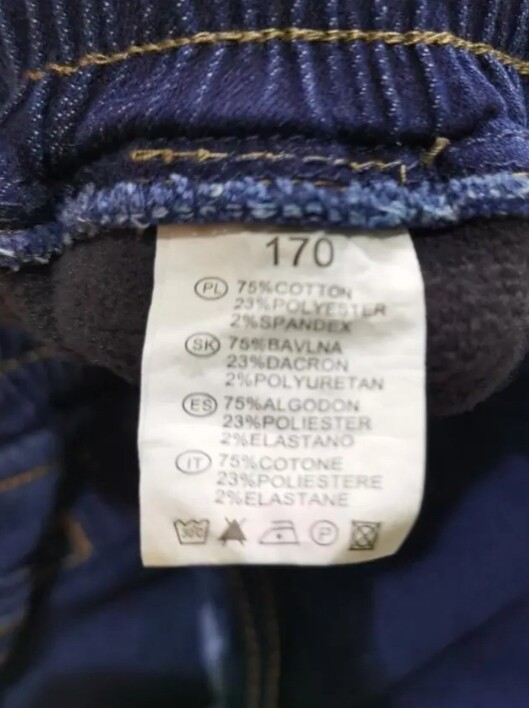 170
PL 75%COTTON
23%POLYESTER
2%SPANDEX
SK 75%BAVLNA
23%DACRON
2%POLYURETAN
ES 75%ALGODON
23%POLIESTER
2%ELASTANO
IT 75%COTONE
23%POLIESTERE
2%ELASTANE
30°C P